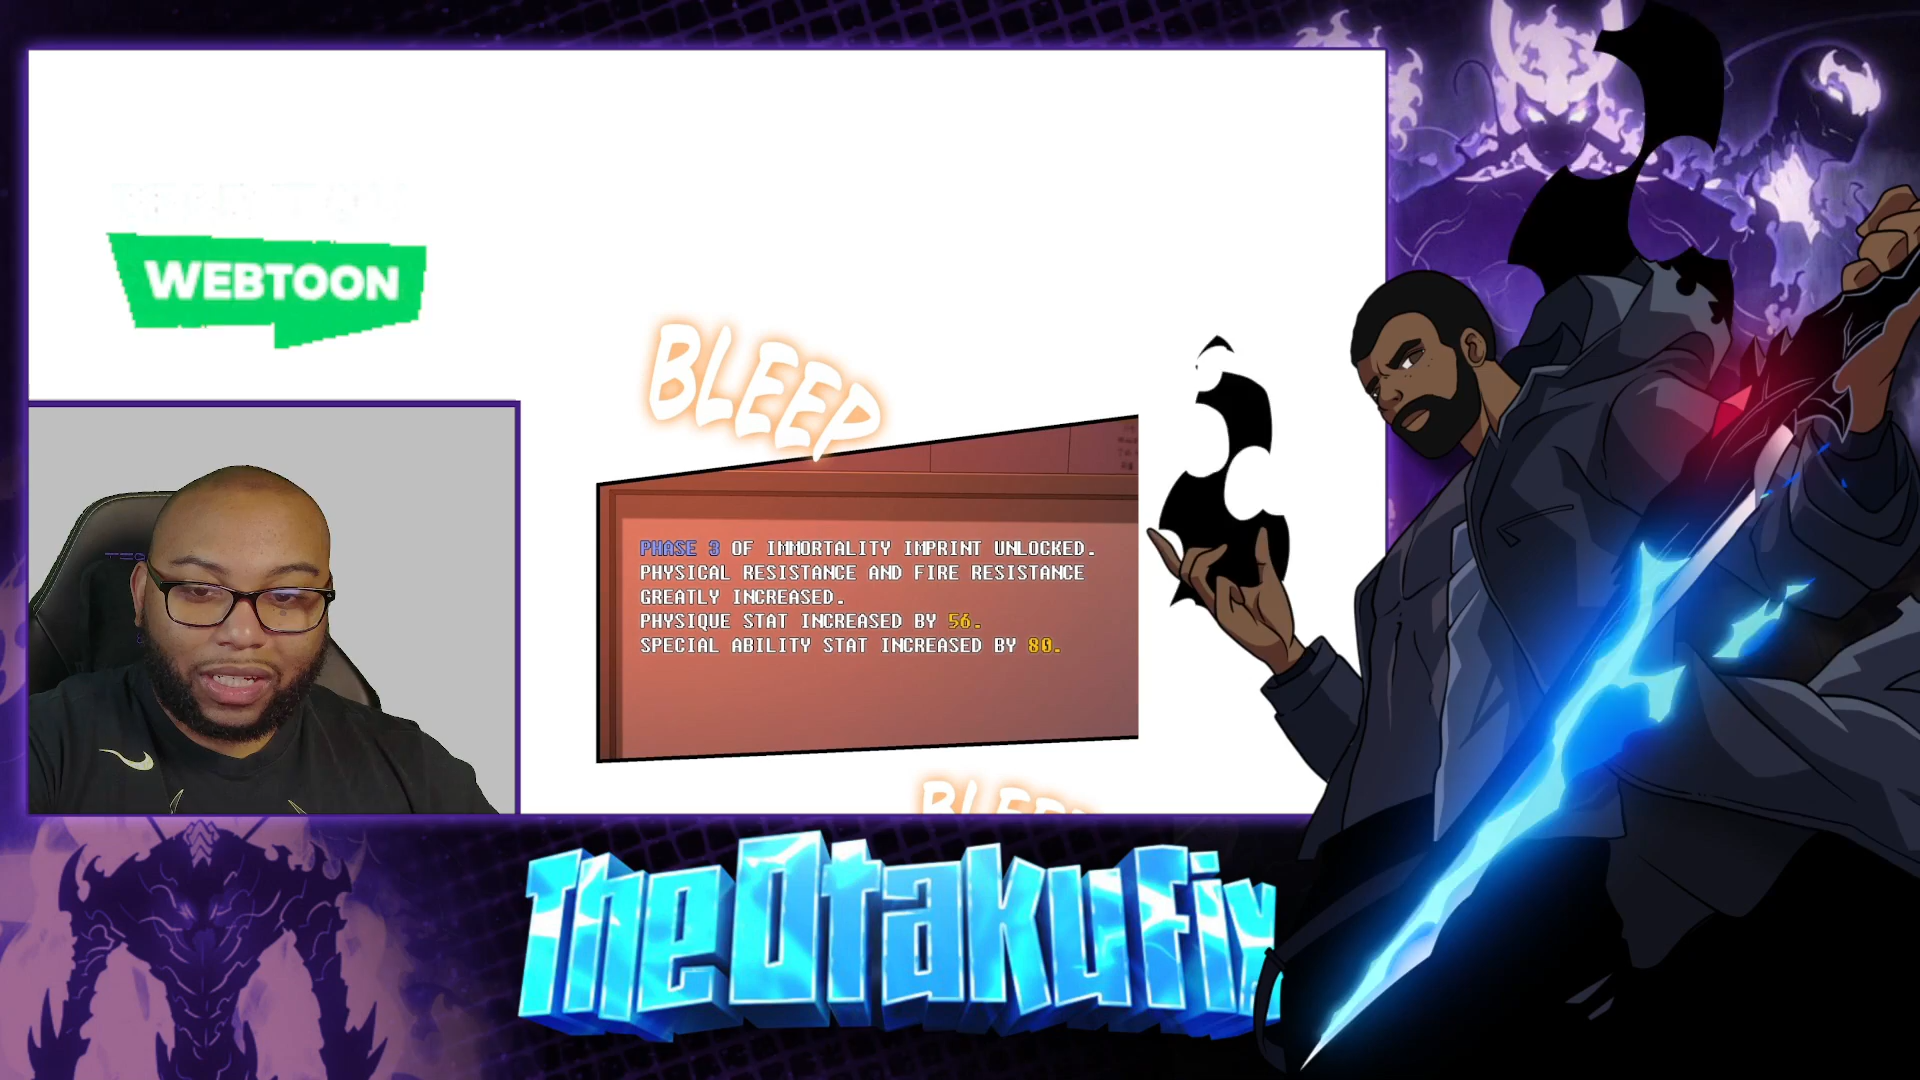 WEBTOON
BLEEP
PHASE 3 OF IMMORTALITY IMPRINT UNLOCKED.
PHYSICAL RESISTANCE AND FIRE RESISTANCE
GREATLY INCREASED.
PHYSIQUE STAT INCREASED BY 56.
SPECIAL ABILITY STAT INCREASED BY 80.
BLEEP
TheOtakuFix